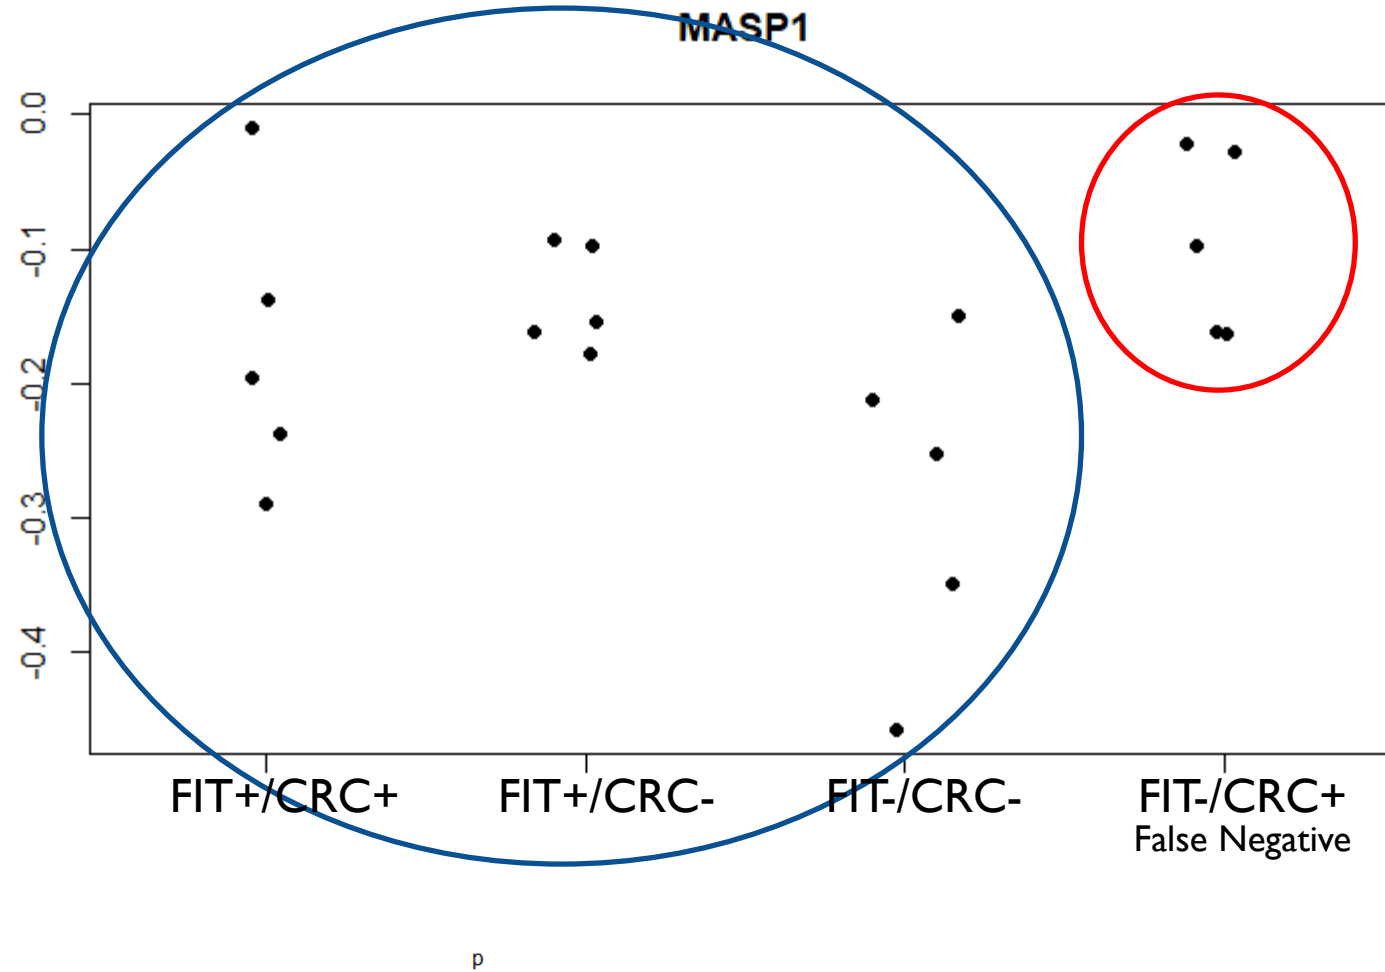 MASP1
0.0
-0.1
-0.2
-0.3
-0.4
FIT+/CRC+ FIT+/CRC- FIT-/CRC- FIT-/CRC+
False Negative
p